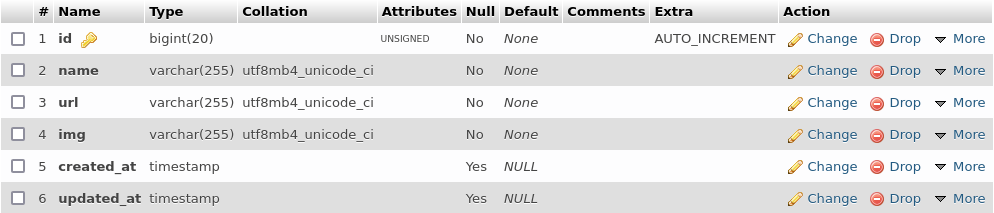 # Name Type Collation Attributes Null Default Comments Extra Action
1 id bigint(20) UNSIGNED No None AUTO_INCREMENT Change Drop More
2 name varchar(255) utf8mb4_unicode_ci No None Change Drop More
3 url varchar(255) utf8mb4_unicode_ci No None Change Drop More
4 img varchar(255) utf8mb4_unicode_ci No None Change Drop More
5 created_at timestamp Yes NULL Change Drop More
6 updated_at timestamp Yes NULL Change Drop More